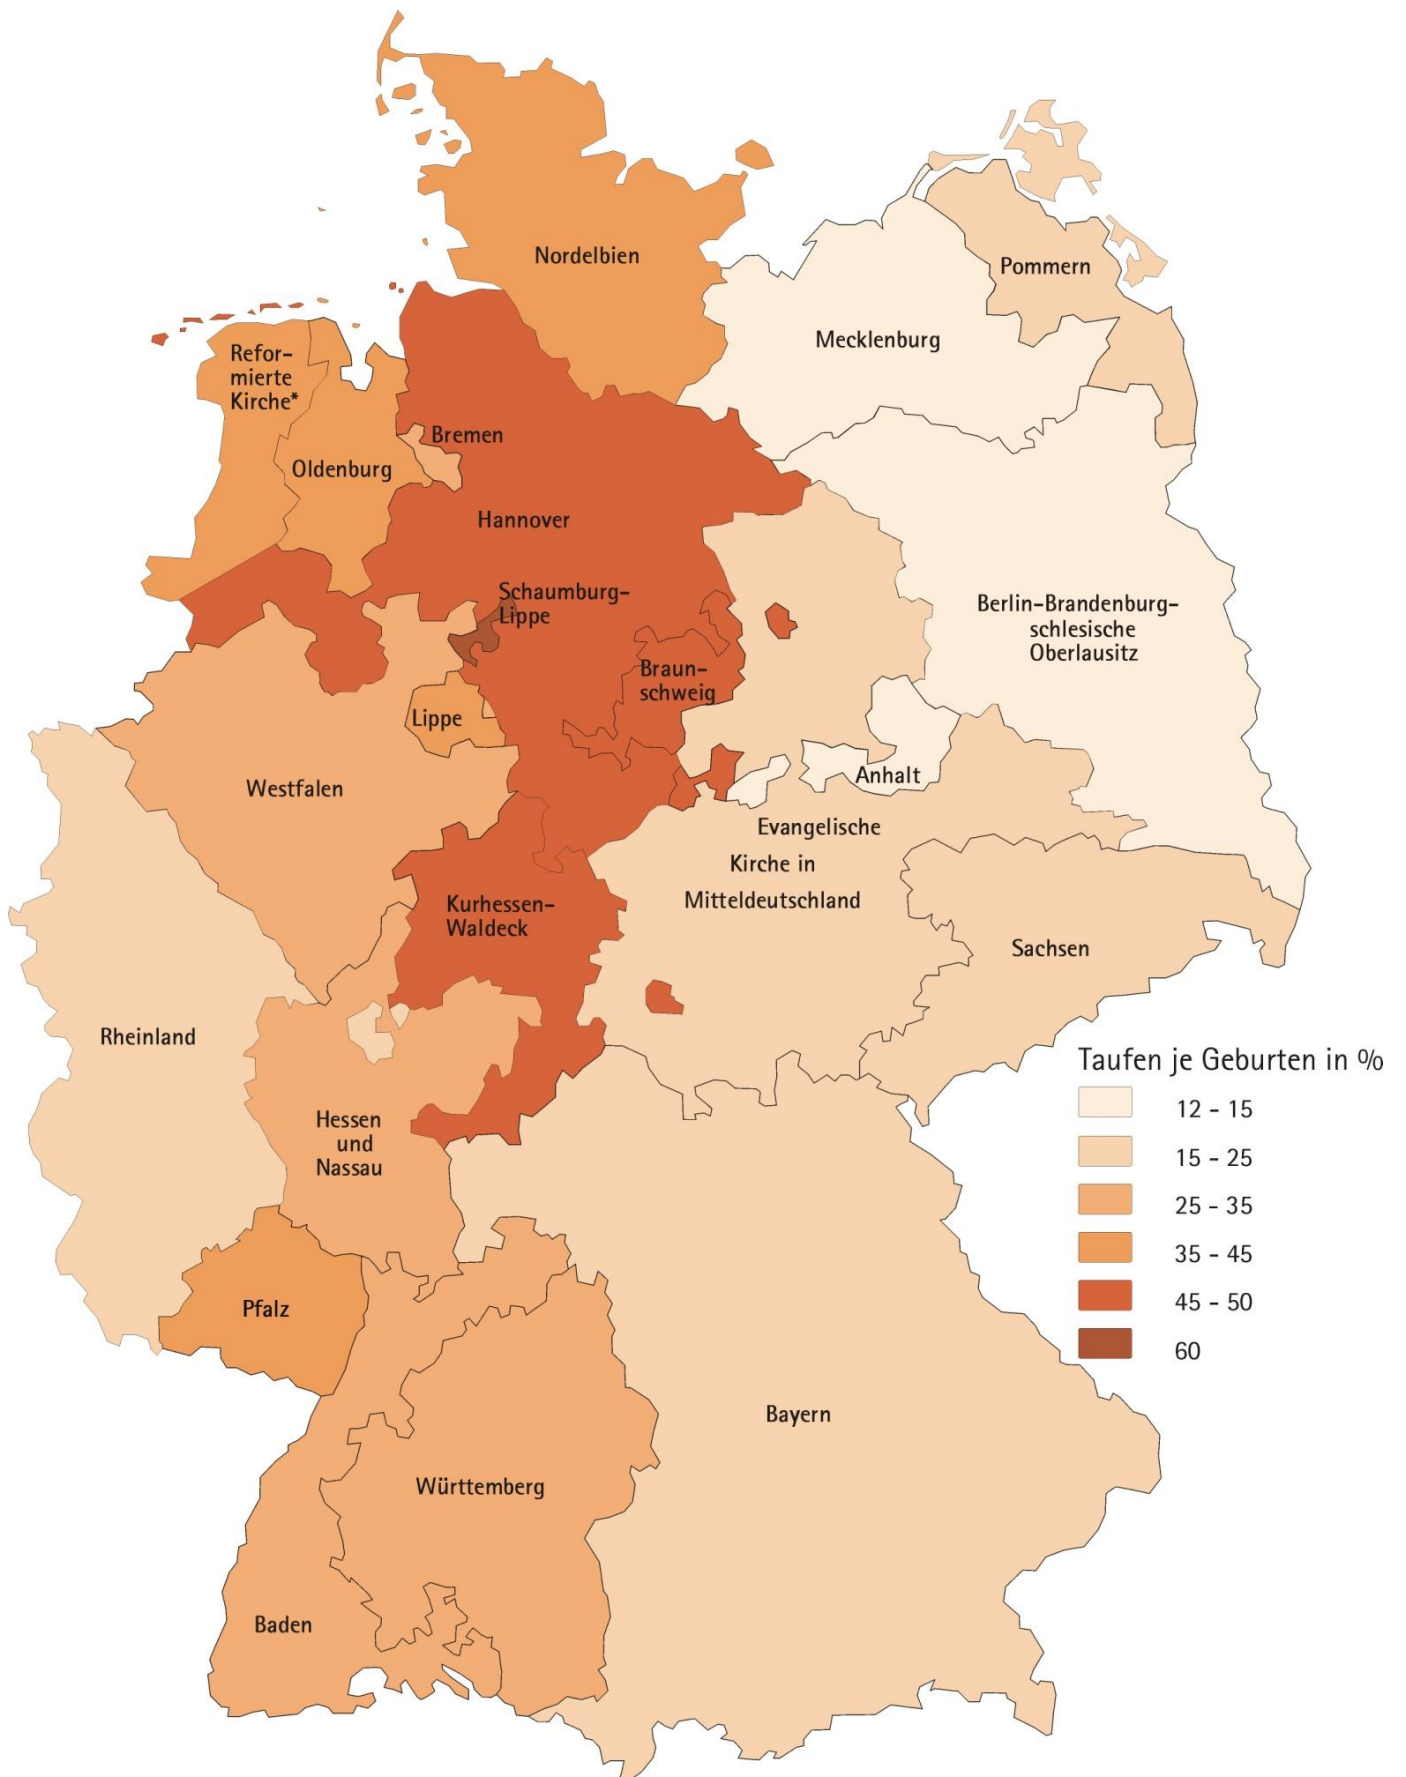 Nordelbien
Pommern
Mecklenburg
Refor-
mierte
Kirche*
Bremen
Oldenburg
Hannover
Schaumburg-
Lippe
Berlin-Brandenburg-
schlesische
Oberlausitz
Braun-
schweig
Lippe
Westfalen
Anhalt
Evangelische
Kirche in
Mitteldeutschland
Kurhessen-
Waldeck
Sachsen
Rheinland
Hessen
und
Nassau
Pfalz
Bayern
Württemberg
Baden
Taufen je Geburten in %
12 - 15
15 - 25
25 - 35
35 - 45
45 - 50
60